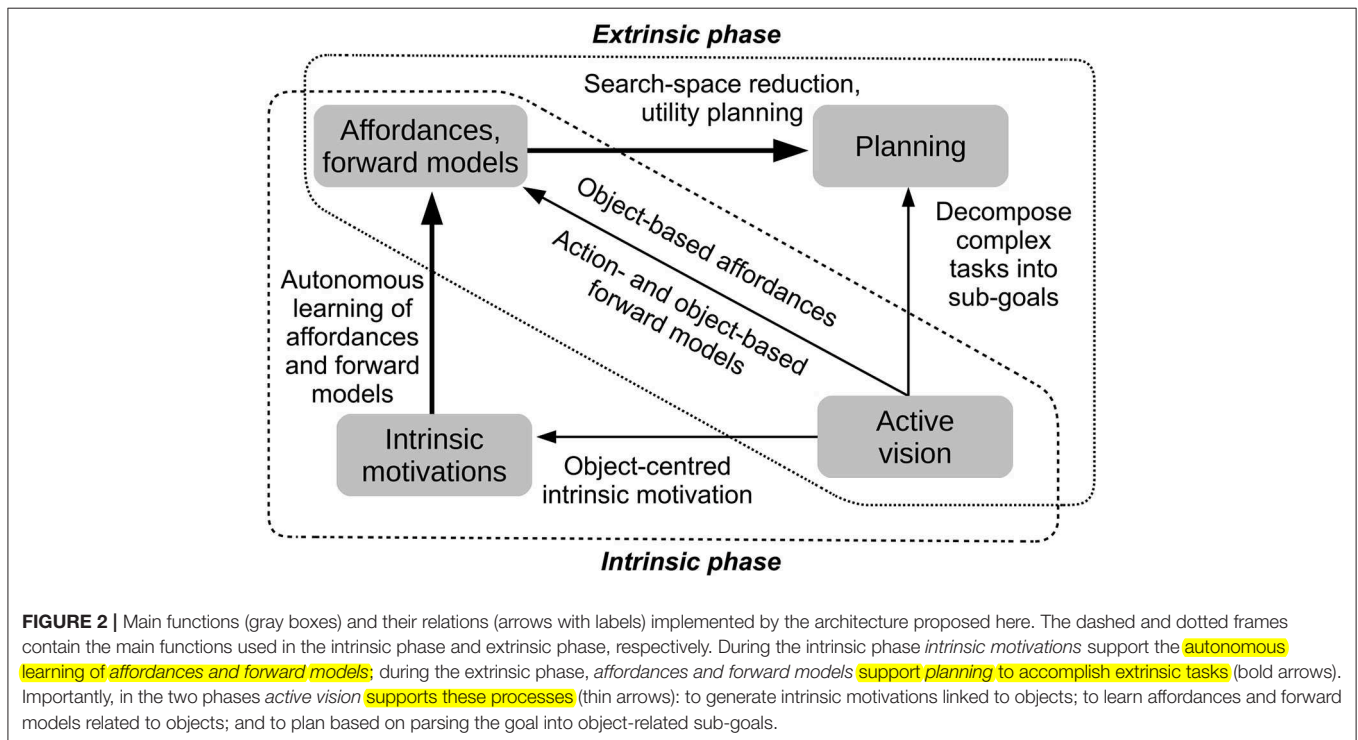 Extrinsic phase
Search-space reduction,
utility planning
Affordances,
forward models
Planning
Object-based affordances
Action- and object-based
forward models
Decompose
complex
tasks into
sub-goals
Autonomous
learning of
affordances
and forward
models
Intrinsic
motivations
Active
vision
Object-centred
intrinsic motivation
Intrinsic phase
FIGURE 2 | Main functions (gray boxes) and their relations (arrows with labels) implemented by the architecture proposed here. The dashed and dotted frames
contain the main functions used in the intrinsic phase and extrinsic phase, respectively. During the intrinsic phase intrinsic motivations support the autonomous
learning of affordances and forward models; during the extrinsic phase, affordances and forward models support planning to accomplish extrinsic tasks (bold arrows).
Importantly, in the two phases active vision supports these processes (thin arrows): to generate intrinsic motivations linked to objects; to learn affordances and forward
models related to objects; and to plan based on parsing the goal into object-related sub-goals.